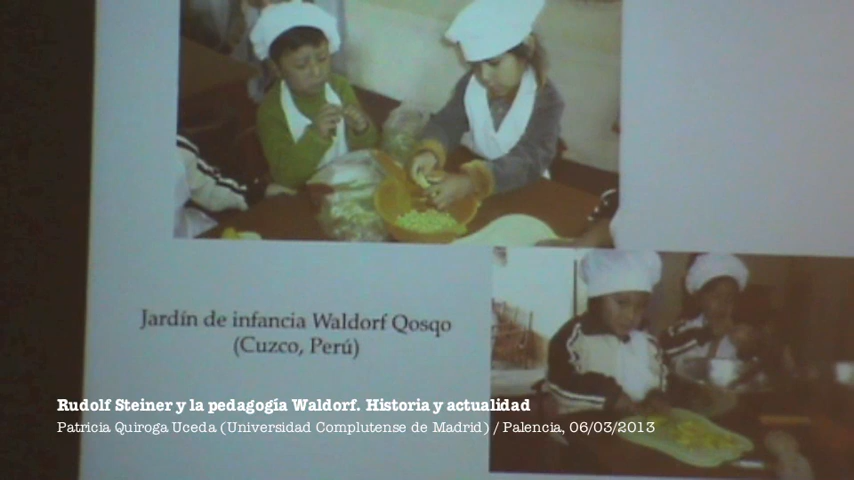 Jardín de infancia Waldorf Qosqo
(Cuzco, Perú)
Rudolf Steiner y la pedagogía Waldorf. Historia y actualidad
Patricia Quiroga Uceda (Universidad Complutense de Madrid) / Palencia, 06/03/2013